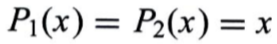 P₁(x) = P₂(x) = x